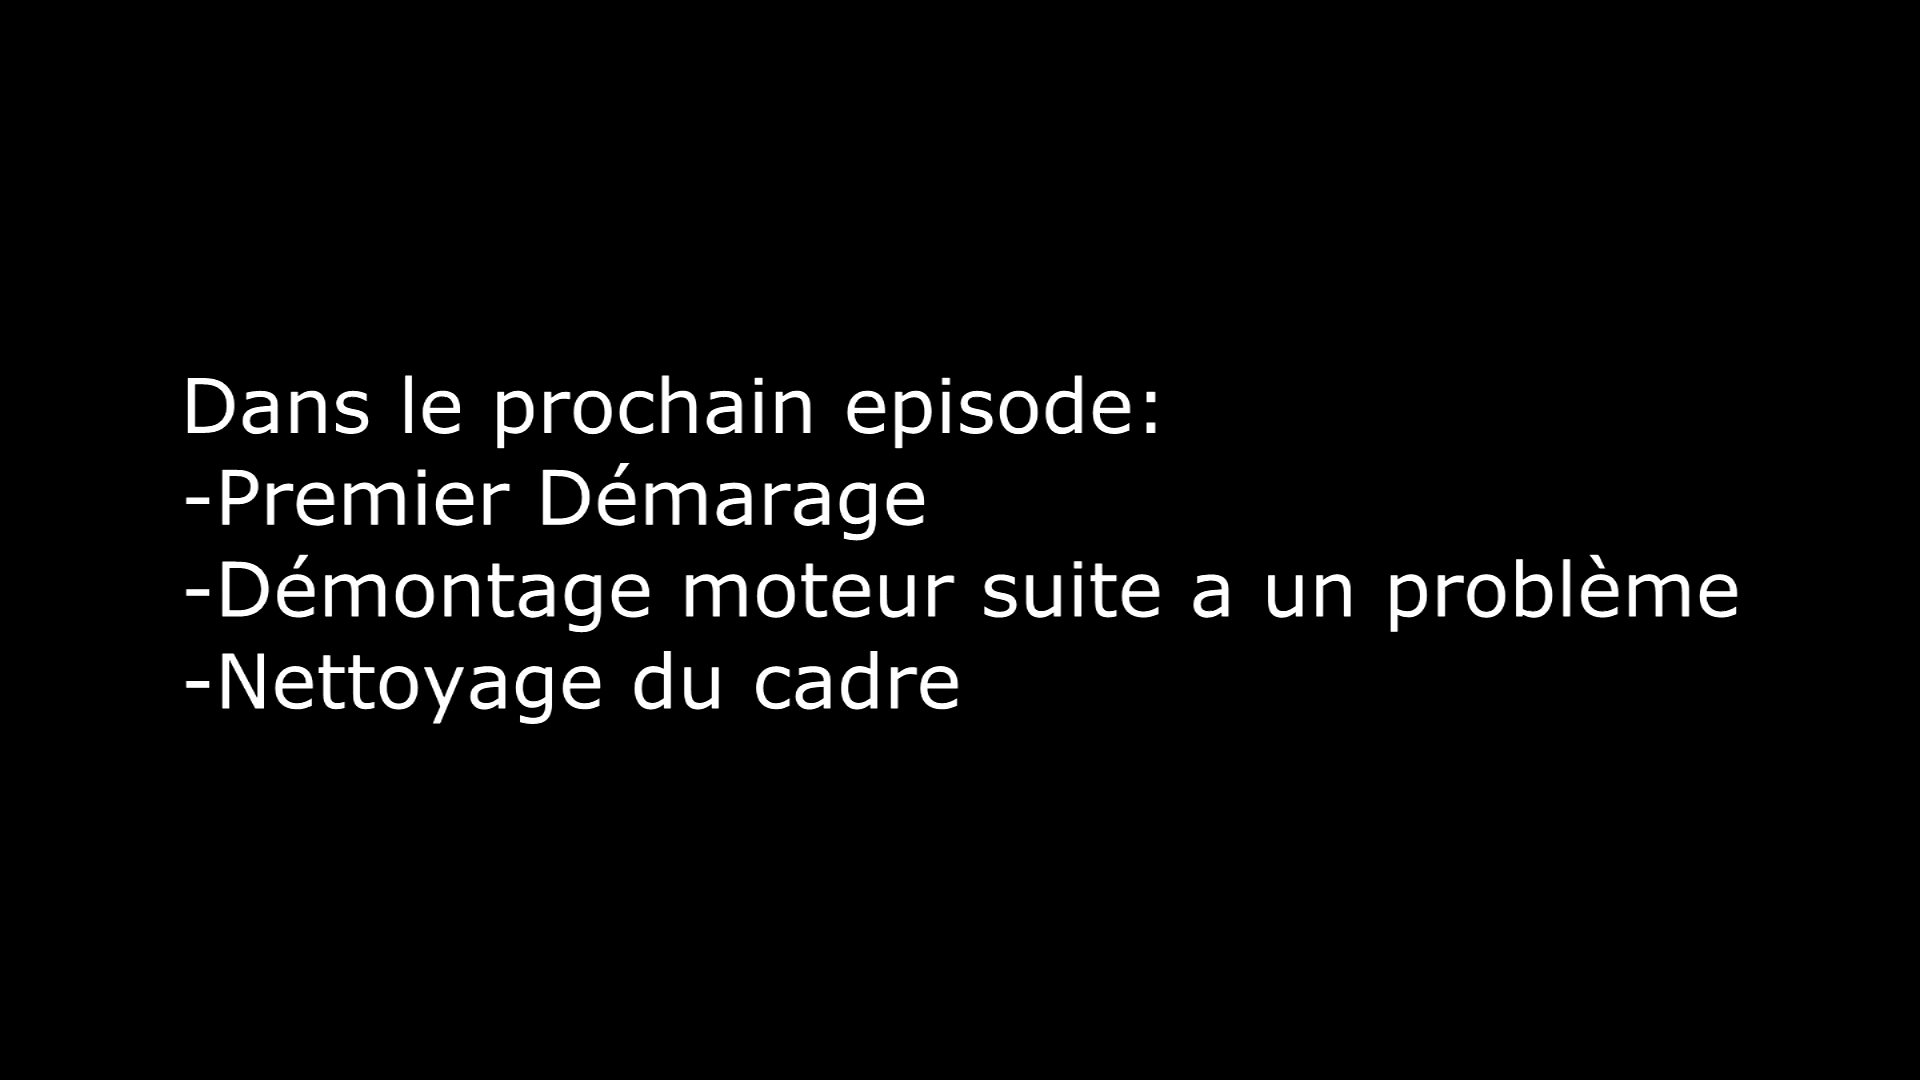 Dans le prochain episode:
-Premier Démarage
-Démontage moteur suite a un problème
-Nettoyage du cadre